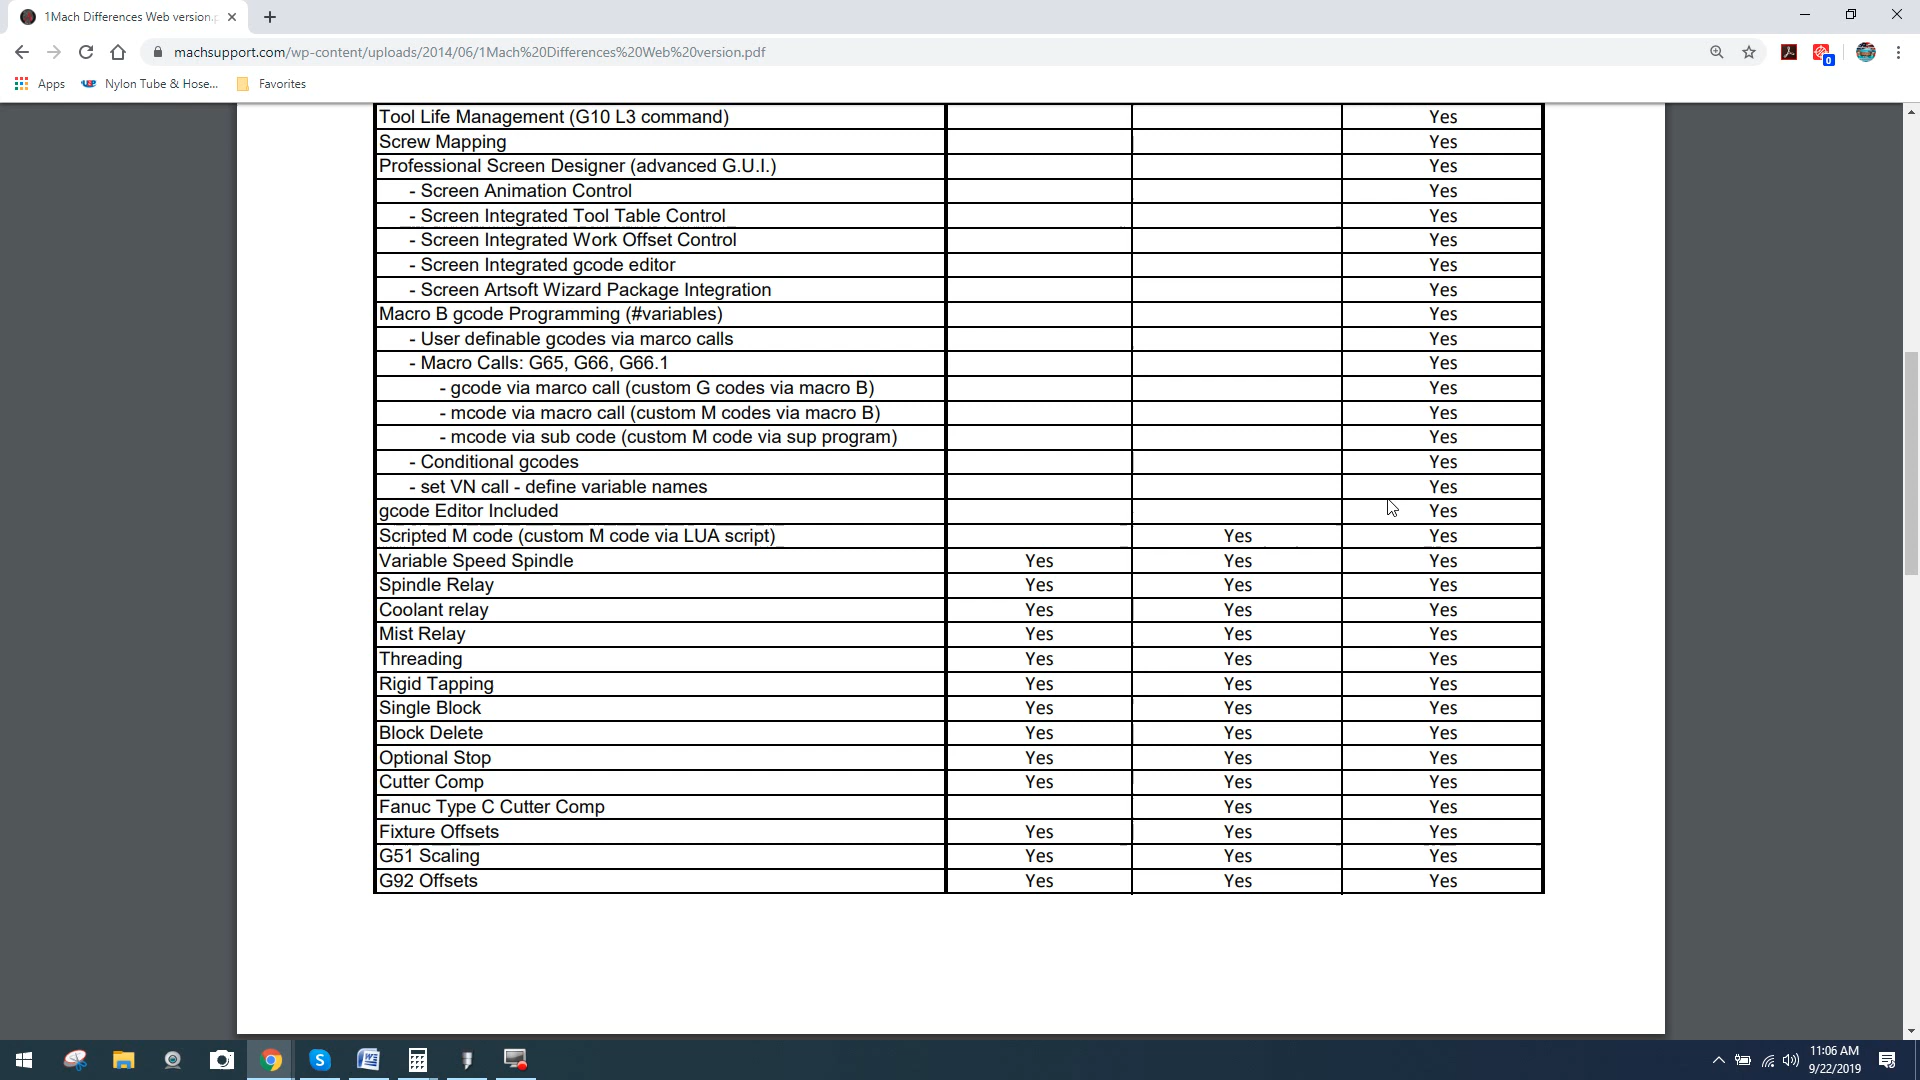 1Mach Differences Web version.p
machsupport.com/wp-content/uploads/2014/06/1Mach%20Differences%20Web%20version.pdf
0
Apps Nylon Tube & Hose... Favorites
Tool Life Management (G10 L3 command) Yes
Screw Mapping Yes
Professional Screen Designer (advanced G.U.I.) Yes
- Screen Animation Control Yes
- Screen Integrated Tool Table Control Yes
- Screen Integrated Work Offset Control Yes
- Screen Integrated gcode editor Yes
- Screen Artsoft Wizard Package Integration Yes
Macro B gcode Programming (#variables) Yes
- User definable gcodes via marco calls Yes
- Macro Calls: G65, G66, G66.1 Yes
- gcode via marco call (custom G codes via macro B) Yes
- mcode via macro call (custom M codes via macro B) Yes
- mcode via sub code (custom M code via sup program) Yes
- Conditional gcodes Yes
- set VN call - define variable names Yes
gcode Editor Included Yes
Scripted M code (custom M code via LUA script) Yes Yes
Variable Speed Spindle Yes Yes Yes
Spindle Relay Yes Yes Yes
Coolant relay Yes Yes Yes
Mist Relay Yes Yes Yes
Threading Yes Yes Yes
Rigid Tapping Yes Yes Yes
Single Block Yes Yes Yes
Block Delete Yes Yes Yes
Optional Stop Yes Yes Yes
Cutter Comp Yes Yes Yes
Fanuc Type C Cutter Comp Yes Yes
Fixture Offsets Yes Yes Yes
G51 Scaling Yes Yes Yes
G92 Offsets Yes Yes Yes
11:06 AM
9/22/2019